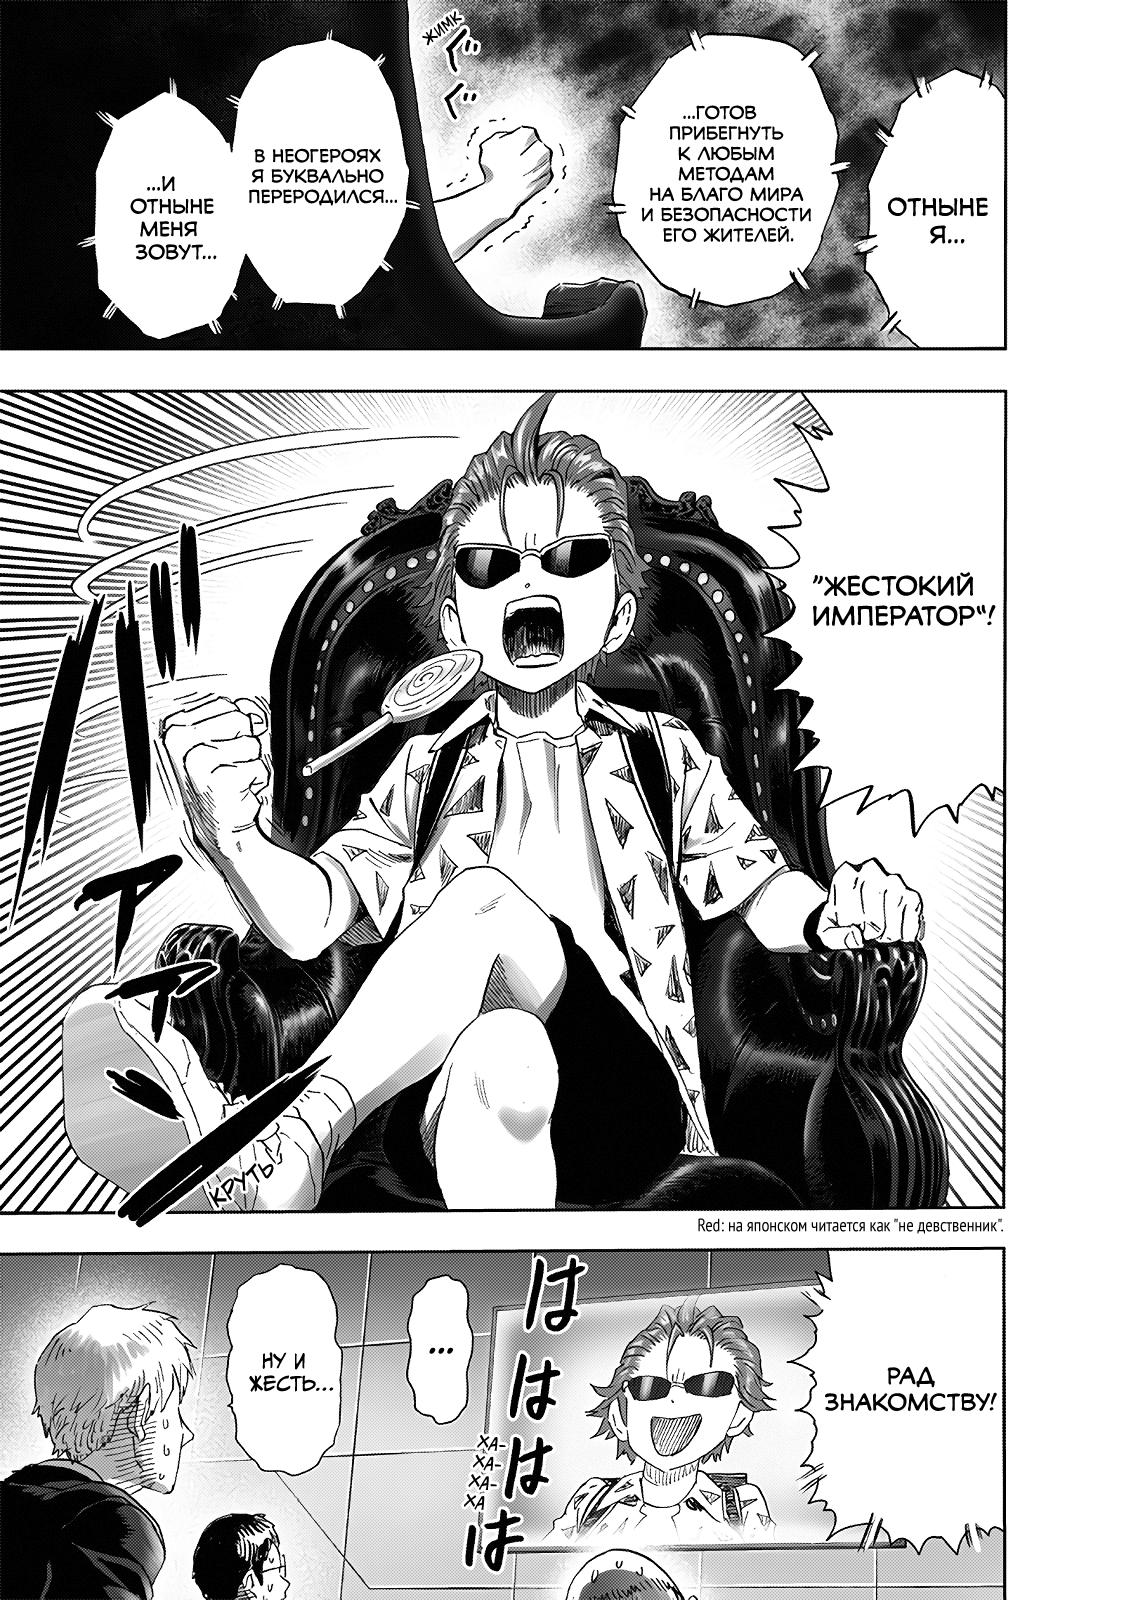 ОТНЫНЕ
Я...
...ГОТОВ
ПРИБЕГНУТЬ
К ЛЮБЫМ
МЕТОДАМ
НА БЛАГО МИРА
И БЕЗОПАСНОСТИ
ЕГО ЖИТЕЛЕЙ.
ЖИМК
ぐぐ
В НЕОГЕРОЯХ
Я БУКВАЛЬНО
ПЕРЕРОДИЛСЯ...
...И
ОТНЫНЕ
МЕНЯ
ЗОВУТ...
"ЖЕСТОКИЙ
ИМПЕРАТОР"!
КРУТЬ
Red: на японском читается как "не девственник".
РАД
ЗНАКОМСТВУ!
はははは
ХА-
ХА-
ХА-
ХА
...
НУ И
ЖЕСТЬ...